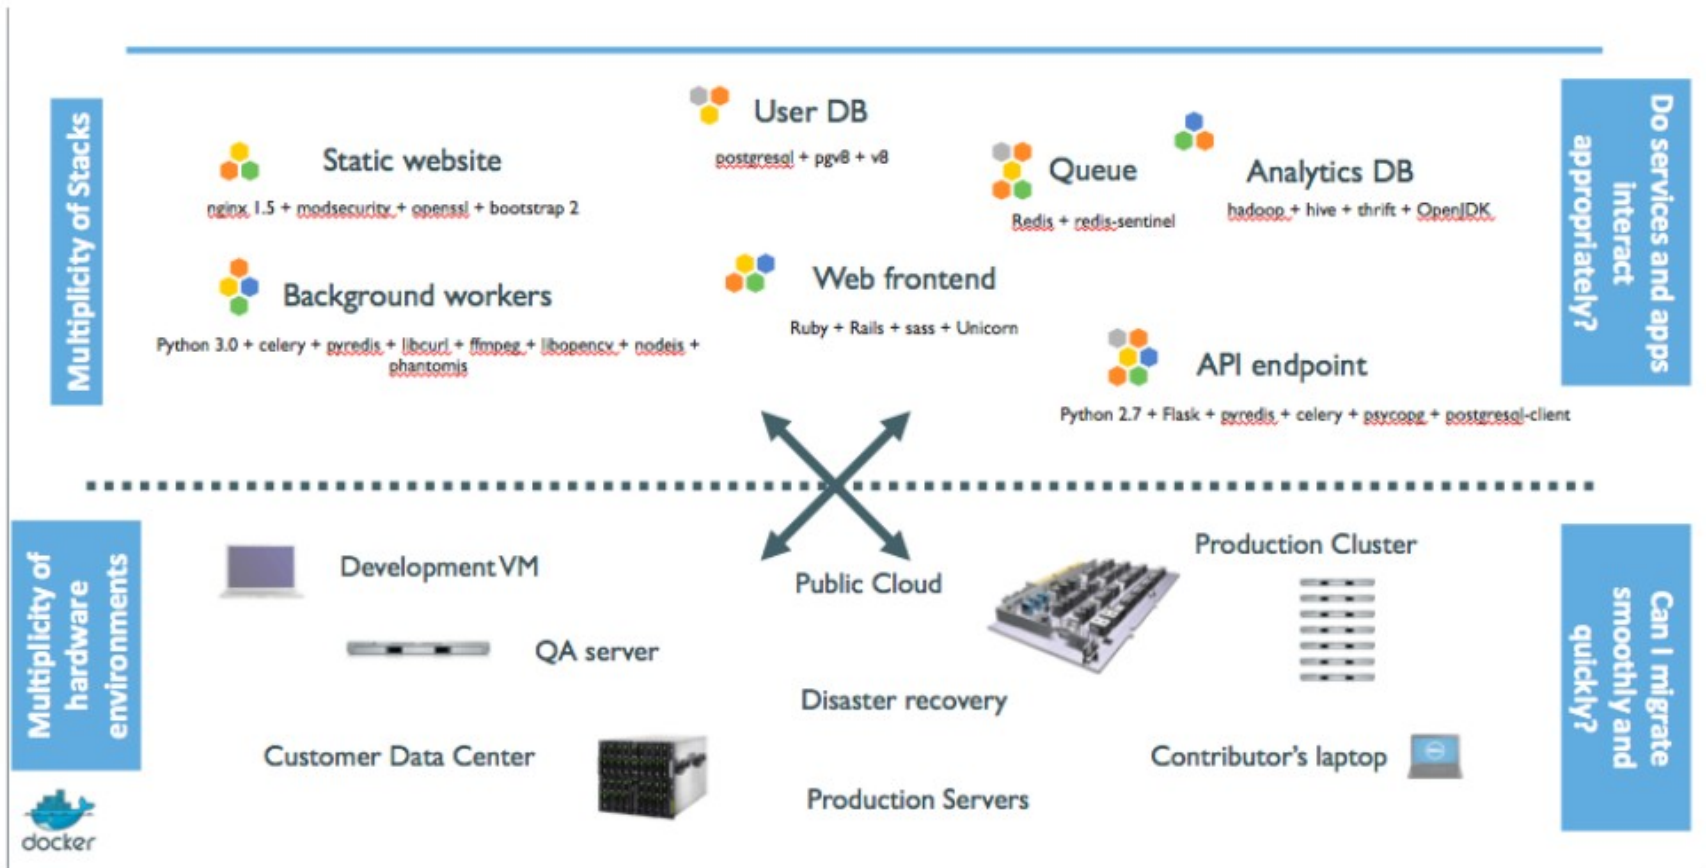 Multiplicity of Stacks
Static website
nginx 1.5 + modsecurity + openssl + bootstrap 2
Background workers
Python 3.0 + celery + pyredis + libcurl + ffmpeg + libopencv + nodejs +
phantomjs
User DB
postgresql + pgv8 + v8
Web frontend
Ruby + Rails + sass + Unicorn
Queue
Redis + redis-sentinel
Analytics DB
hadoop + hive + thrift + OpenJDK
API endpoint
Python 2.7 + Flask + pyredis + celery + psycopg + postgresql-client
Do services and apps
interact
appropriately?
Multiplicity of
hardware
environments
Development VM
QA server
Customer Data Center
Public Cloud
Disaster recovery
Production Servers
Production Cluster
Contributor's laptop
Can I migrate
smoothly and
quickly?
docker